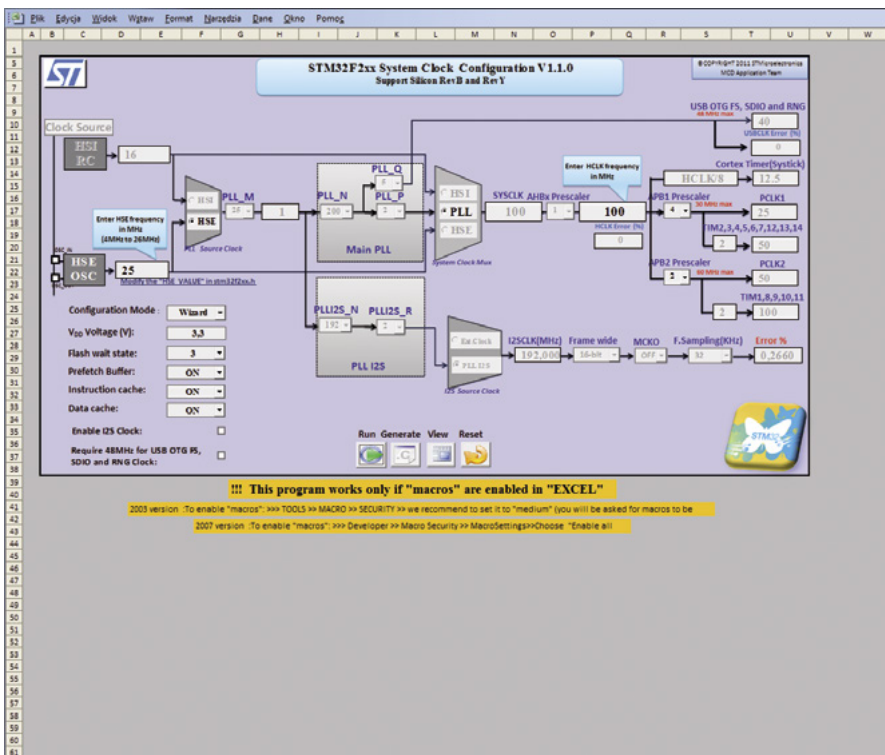 Plik Edycja Widok Wstaw Format Narzędzia Dane Okno Pomoc
A B C D E F G H I J K L M N O P Q R S T U V W
ST
STM32F2xx System Clock Configuration V1.1.0
Support Silicon RevB and RevY
© COPYRIGHT 2011 STMicroelectronics
MCD Application Team
USB OTG FS, SDIO and RNG
48 MHz max
40
USBCLK Error (%)
0
Clock Source
HSI RC
16
Enter HCLK frequency in MHz
Cortex Timer(Systick)
HCLK/8
12.5
HSI
HSE
PLL Source Clock
PLL_M
25
1
PLL_N
200
PLL_Q
5
PLL_P
2
Main PLL
HSI
PLL
HSE
System Clock Mux
SYSCLK
100
AHBx Prescaler
1
100
HCLK Error (%)
0
APB1 Prescaler
4
30 MHz max
PCLK1
25
TIM2,3,4,5,6,7,12,13,14
2
50
APB2 Prescaler
2
60 MHz max
PCLK2
50
TIM1,8,9,10,11
2
100
Enter HSE frequency in MHz (4MHz to 26MHz)
HSE OSC
25
Modify the "HSE_VALUE" in stm32f2xx.h
Configuration Mode :
Wizard
VDD Voltage (V):
3,3
Flash wait state:
3
Prefetch Buffer:
ON
Instruction cache:
ON
Data cache:
ON
Enable I2S Clock:
Require 48MHz for USB OTG FS, SDIO and RNG Clock:
PLLI2S_N
192
PLLI2S_R
2
PLL I2S
Ext.Clock
PLL I2S
I2S Source Clock
I2SCLK(MHz)
192,000
Frame wide
16-bit
MCKO
OFF
F.Sampling(KHz)
32
Error %
0,2660
Run Generate View Reset
STM32
!!! This program works only if "macros" are enabled in "EXCEL"
2003 version :To enable "macros": >>> TOOLS >> MACRO >> SECURITY >> we recommend to set it to "medium" (you will be asked for macros to be
2007 version :To enable "macros": >>> Developer >> Macro Security >> MacroSettings>>Choose "Enable all